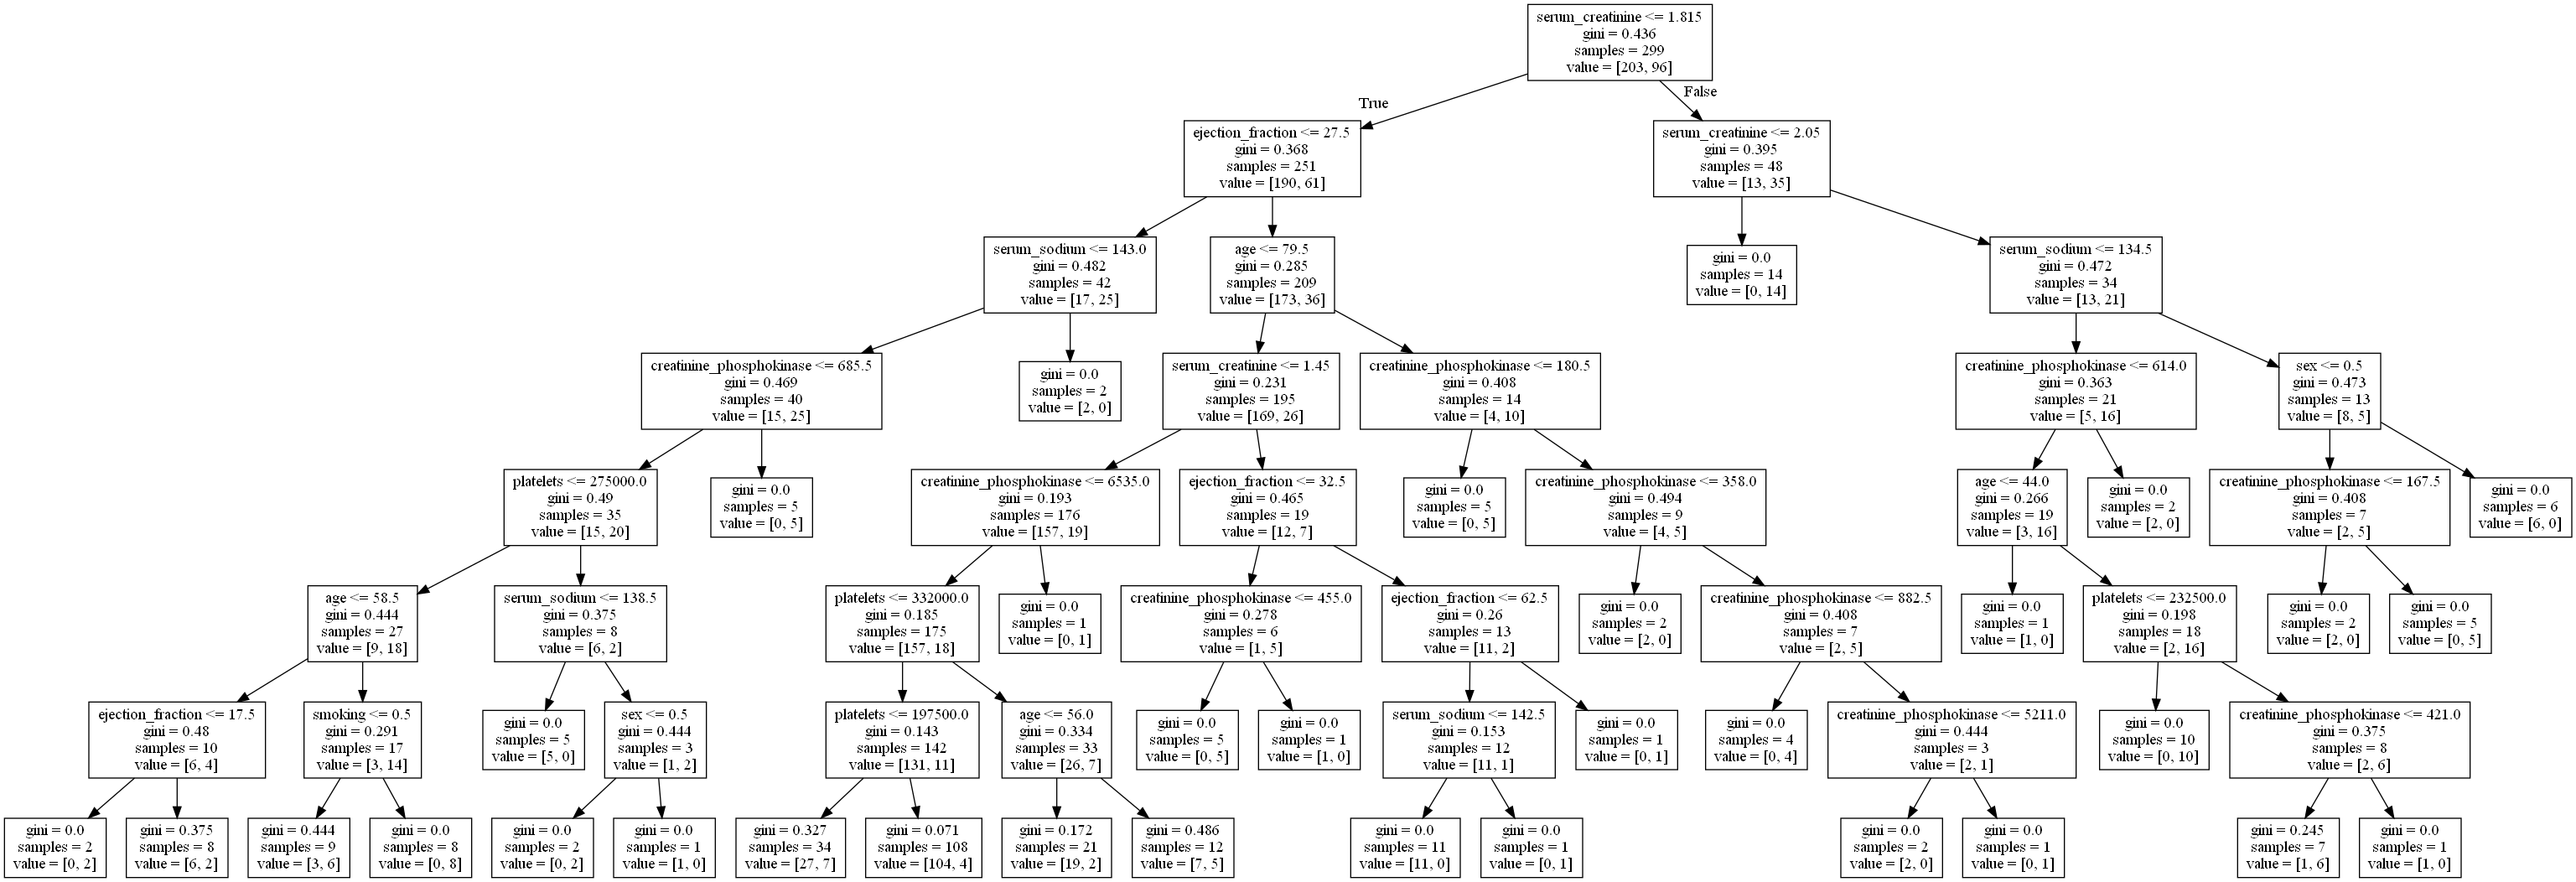 serum_creatinine <= 1.815
gini = 0.436
samples = 299
value = [203, 96]
True
False
ejection_fraction <= 27.5
gini = 0.368
samples = 251
value = [190, 61]
serum_creatinine <= 2.05
gini = 0.395
samples = 48
value = [13, 35]
serum_sodium <= 143.0
gini = 0.482
samples = 42
value = [17, 25]
age <= 79.5
gini = 0.285
samples = 209
value = [173, 36]
gini = 0.0
samples = 14
value = [0, 14]
serum_sodium <= 134.5
gini = 0.472
samples = 34
value = [13, 21]
creatinine_phosphokinase <= 685.5
gini = 0.469
samples = 40
value = [15, 25]
gini = 0.0
samples = 2
value = [2, 0]
serum_creatinine <= 1.45
gini = 0.231
samples = 195
value = [169, 26]
creatinine_phosphokinase <= 180.5
gini = 0.408
samples = 14
value = [4, 10]
creatinine_phosphokinase <= 614.0
gini = 0.363
samples = 21
value = [5, 16]
sex <= 0.5
gini = 0.473
samples = 13
value = [8, 5]
platelets <= 275000.0
gini = 0.49
samples = 35
value = [15, 20]
gini = 0.0
samples = 5
value = [0, 5]
creatinine_phosphokinase <= 6535.0
gini = 0.193
samples = 176
value = [157, 19]
ejection_fraction <= 32.5
gini = 0.465
samples = 19
value = [12, 7]
gini = 0.0
samples = 5
value = [0, 5]
creatinine_phosphokinase <= 358.0
gini = 0.494
samples = 9
value = [4, 5]
age <= 44.0
gini = 0.266
samples = 19
value = [3, 16]
gini = 0.0
samples = 2
value = [2, 0]
creatinine_phosphokinase <= 167.5
gini = 0.408
samples = 7
value = [2, 5]
gini = 0.0
samples = 6
value = [6, 0]
age <= 58.5
gini = 0.444
samples = 27
value = [9, 18]
serum_sodium <= 138.5
gini = 0.375
samples = 8
value = [6, 2]
platelets <= 332000.0
gini = 0.185
samples = 175
value = [157, 18]
gini = 0.0
samples = 1
value = [0, 1]
creatinine_phosphokinase <= 455.0
gini = 0.278
samples = 6
value = [1, 5]
ejection_fraction <= 62.5
gini = 0.26
samples = 13
value = [11, 2]
gini = 0.0
samples = 2
value = [2, 0]
creatinine_phosphokinase <= 882.5
gini = 0.408
samples = 7
value = [2, 5]
gini = 0.0
samples = 1
value = [1, 0]
platelets <= 232500.0
gini = 0.198
samples = 18
value = [2, 16]
gini = 0.0
samples = 2
value = [2, 0]
gini = 0.0
samples = 5
value = [0, 5]
ejection_fraction <= 17.5
gini = 0.48
samples = 10
value = [6, 4]
smoking <= 0.5
gini = 0.291
samples = 17
value = [3, 14]
gini = 0.0
samples = 5
value = [5, 0]
sex <= 0.5
gini = 0.444
samples = 3
value = [1, 2]
platelets <= 197500.0
gini = 0.143
samples = 142
value = [131, 11]
age <= 56.0
gini = 0.334
samples = 33
value = [26, 7]
gini = 0.0
samples = 5
value = [0, 5]
gini = 0.0
samples = 1
value = [1, 0]
serum_sodium <= 142.5
gini = 0.153
samples = 12
value = [11, 1]
gini = 0.0
samples = 1
value = [0, 1]
gini = 0.0
samples = 4
value = [0, 4]
creatinine_phosphokinase <= 5211.0
gini = 0.444
samples = 3
value = [2, 1]
gini = 0.0
samples = 10
value = [0, 10]
creatinine_phosphokinase <= 421.0
gini = 0.375
samples = 8
value = [2, 6]
gini = 0.0
samples = 2
value = [0, 2]
gini = 0.375
samples = 8
value = [6, 2]
gini = 0.444
samples = 9
value = [3, 6]
gini = 0.0
samples = 8
value = [0, 8]
gini = 0.0
samples = 2
value = [0, 2]
gini = 0.0
samples = 1
value = [1, 0]
gini = 0.327
samples = 34
value = [27, 7]
gini = 0.071
samples = 108
value = [104, 4]
gini = 0.172
samples = 21
value = [19, 2]
gini = 0.486
samples = 12
value = [7, 5]
gini = 0.0
samples = 11
value = [11, 0]
gini = 0.0
samples = 1
value = [0, 1]
gini = 0.0
samples = 2
value = [2, 0]
gini = 0.0
samples = 1
value = [0, 1]
gini = 0.245
samples = 7
value = [1, 6]
gini = 0.0
samples = 1
value = [1, 0]